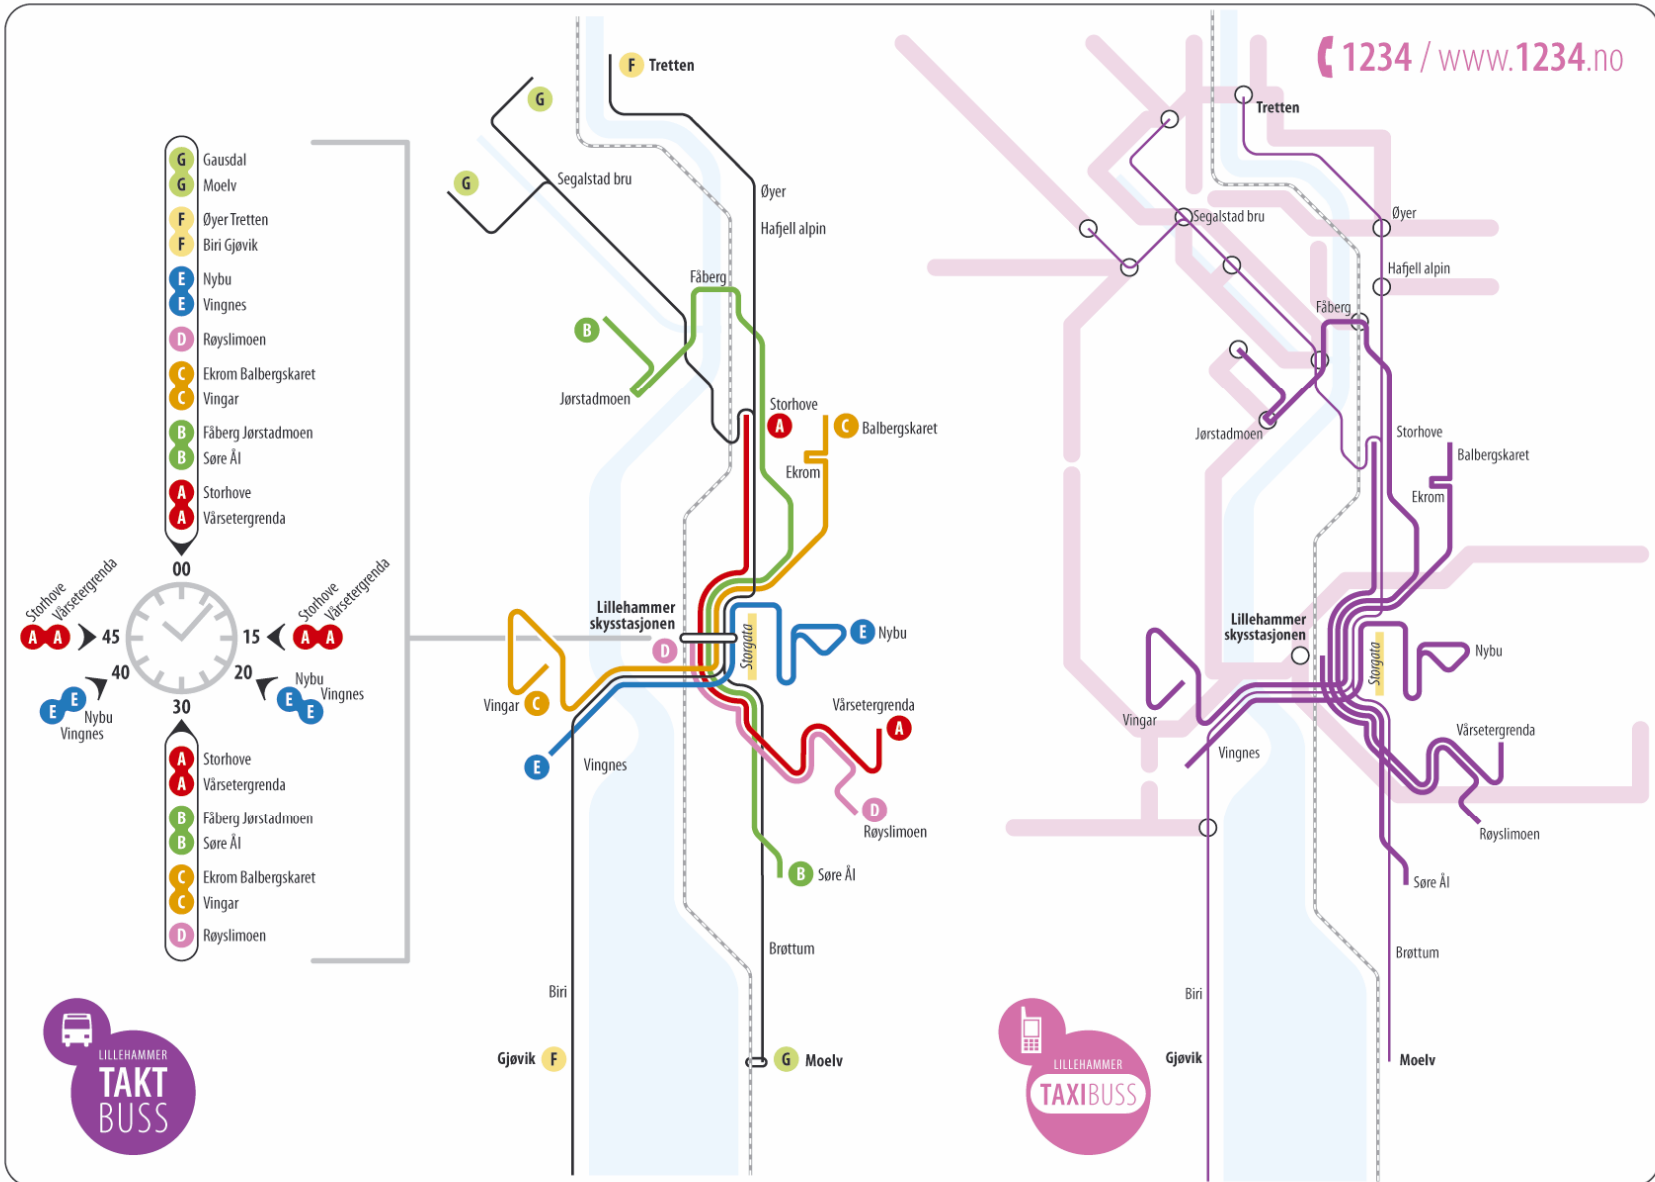 1234 / www.1234.no
G Gausdal
G Moelv
F Øyer Tretten
F Biri Gjøvik
E Nybu
E Vingnes
D Røyslimoen
C Ekrom Balbergskaret
C Vingar
B Fåberg Jørstadmoen
B Søre Ål
A Storhove
A Vårsetergrenda
00
Storhove
Vårsetergrenda
A A 45
15 A A
Storhove
Vårsetergrenda
40
E E
Nybu
Vingnes
20
E E
Nybu
Vingnes
30
A Storhove
A Vårsetergrenda
B Fåberg Jørstadmoen
B Søre Ål
C Ekrom Balbergskaret
C Vingar
D Røyslimoen
LILLEHAMMER
TAKT
BUSS
F Tretten
G
G
Segalstad bru
Øyer
Hafjell alpin
Fåberg
B
Jørstadmoen
Storhove
A
C Balbergskaret
Ekrom
Lillehammer
skysstasjonen
D
Storgata
E Nybu
Vingar C
Vårsetergrenda
A
E
Vingnes
D
Røyslimoen
B Søre Ål
Brøttum
Biri
Gjøvik F
G Moelv
Tretten
Segalstad bru
Øyer
Hafjell alpin
Fåberg
Jørstadmoen
Storhove
Balbergskaret
Ekrom
Lillehammer
skysstasjonen
Storgata
Nybu
Vingar
Vårsetergrenda
Vingnes
Røyslimoen
Søre Ål
Brøttum
Biri
Gjøvik
Moelv
LILLEHAMMER
TAXIBUSS